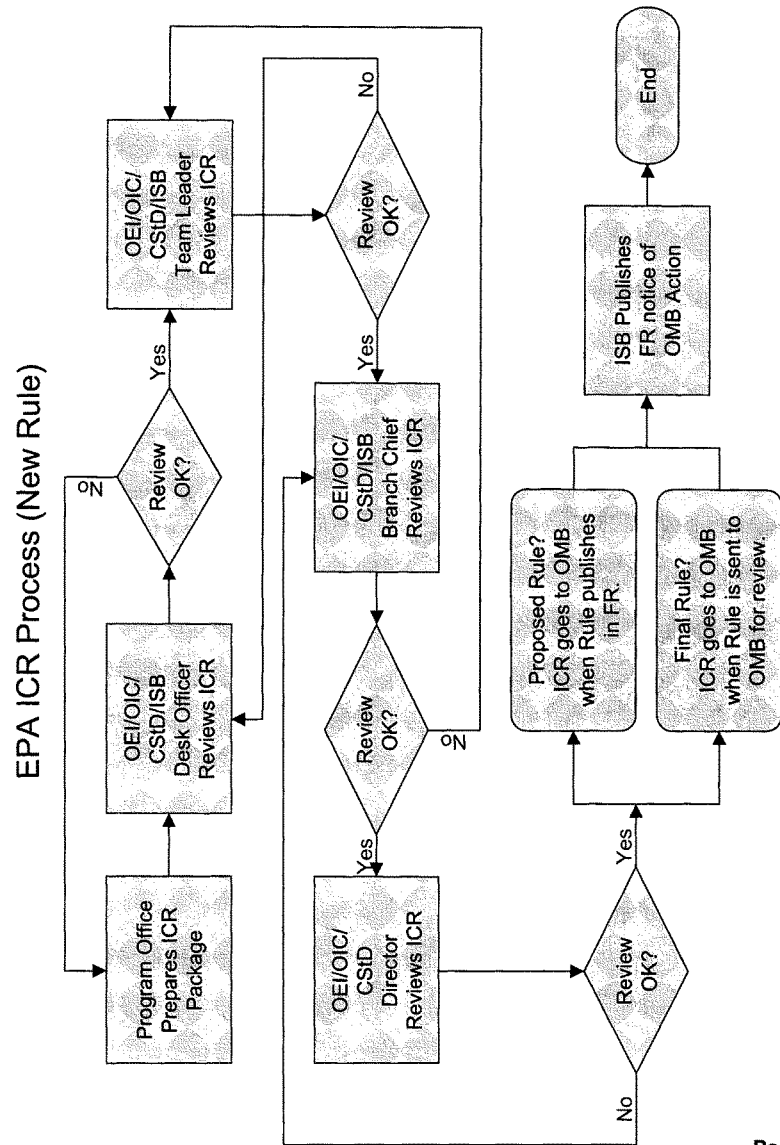 EPA ICR Process (New Rule)
Program Office
Prepares ICR
Package
OEI/OIC/
CStD/ISB
Desk Officer
Reviews ICR
Review
OK?
No
Yes
OEI/OIC/
CStD/ISB
Team Leader
Reviews ICR
Review
OK?
No
Yes
OEI/OIC/
CStD/ISB
Branch Chief
Reviews ICR
Review
OK?
No
Yes
OEI/OIC/
CStD
Director
Reviews ICR
Review
OK?
No
Yes
Proposed Rule?
ICR goes to OMB
when Rule publishes
in FR.
Final Rule?
ICR goes to OMB
when Rule is sent to
OMB for review.
ISB Publishes
FR notice of
OMB Action
End